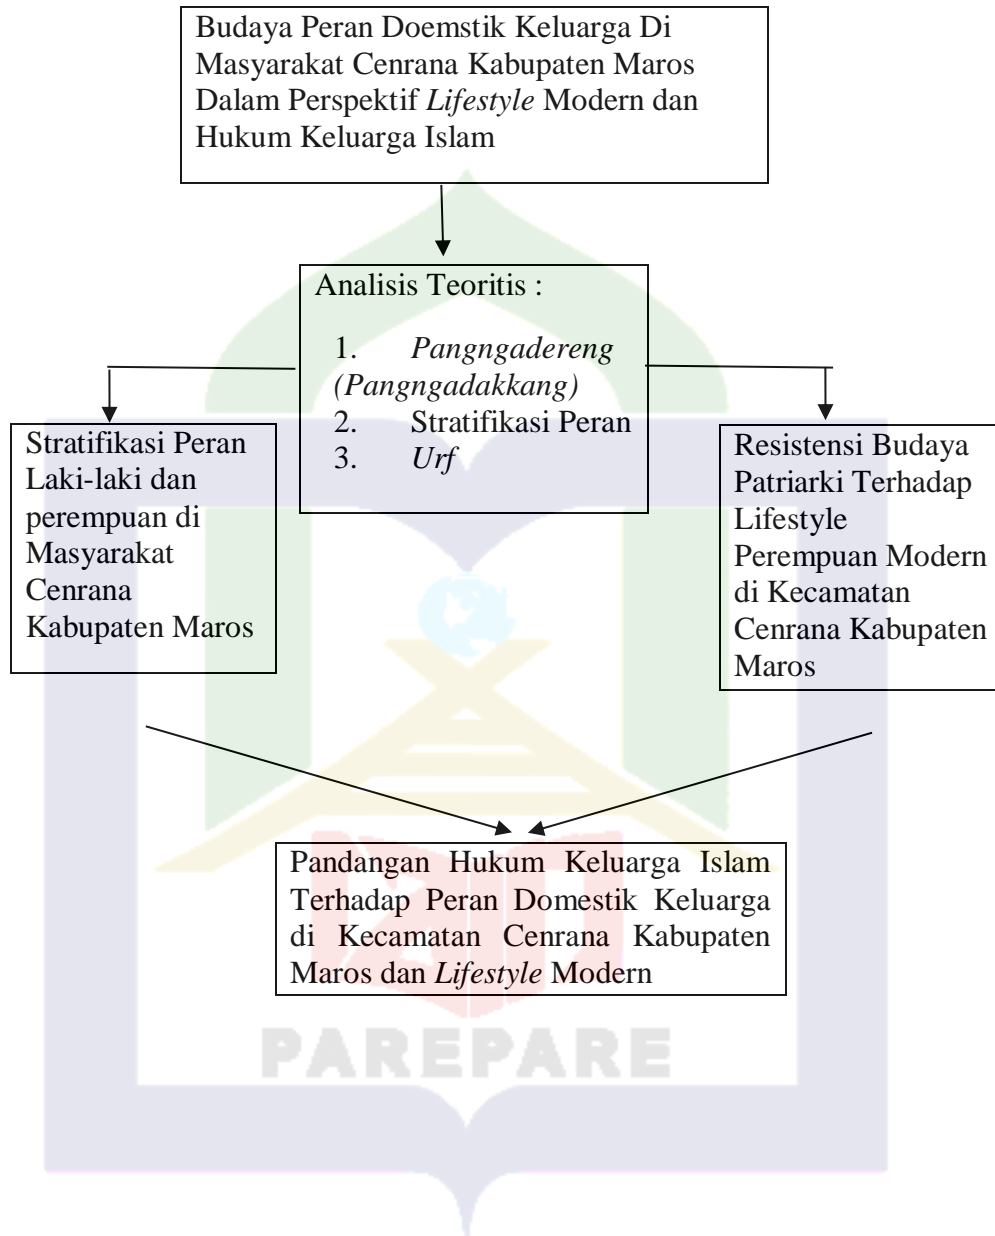 Budaya Peran Doemstik Keluarga Di
Masyarakat Cenrana Kabupaten Maros
Dalam Perspektif Lifestyle Modern dan
Hukum Keluarga Islam
Analisis Teoritis :
1. Pangngadereng
(Pangngadakkang)
2. Stratifikasi Peran
3. Urf
Stratifikasi Peran
Laki-laki dan
perempuan di
Masyarakat
Cenrana
Kabupaten Maros
Resistensi Budaya
Patriarki Terhadap
Lifestyle
Perempuan Modern
di Kecamatan
Cenrana Kabupaten
Maros
Pandangan Hukum Keluarga Islam
Terhadap Peran Domestik Keluarga
di Kecamatan Cenrana Kabupaten
Maros dan Lifestyle Modern
PAREPARE